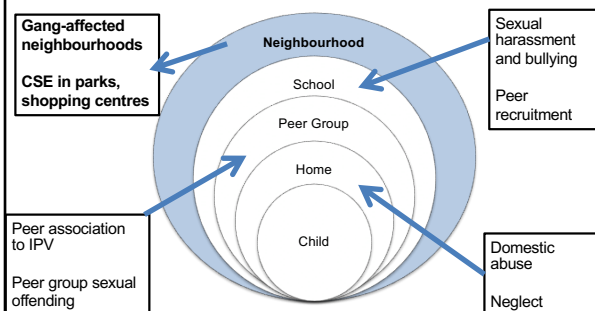 Gang-affected
neighbourhoods
CSE in parks,
shopping centres
Neighbourhood
School
Peer Group
Home
Child
Sexual
harassment
and bullying
Peer
recruitment
Peer association
to IPV
Peer group sexual
offending
Domestic
abuse
Neglect